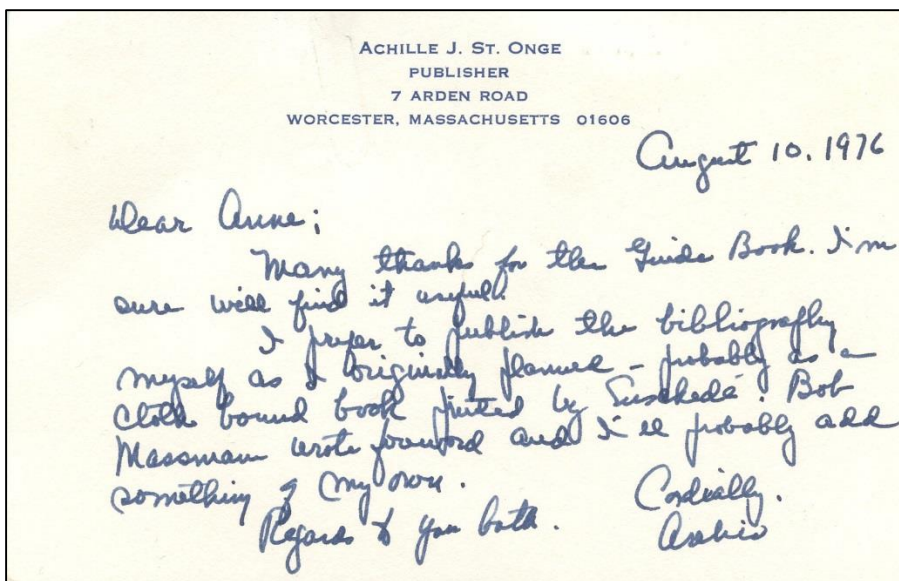 ACHILLE J. ST. ONGE
PUBLISHER
7 ARDEN ROAD
WORCESTER, MASSACHUSETTS 01606
August 10, 1976
Dear Anne;
Many thanks for the Guide Book. I'm
sure will find it useful.
I prefer to publish the bibliography
myself as I originally planned - probably as a
cloth bound book printed by Enschedé. Bob
Massmann wrote foreword and I'll probably add
something of my own.
Cordially,
Regards to you both.